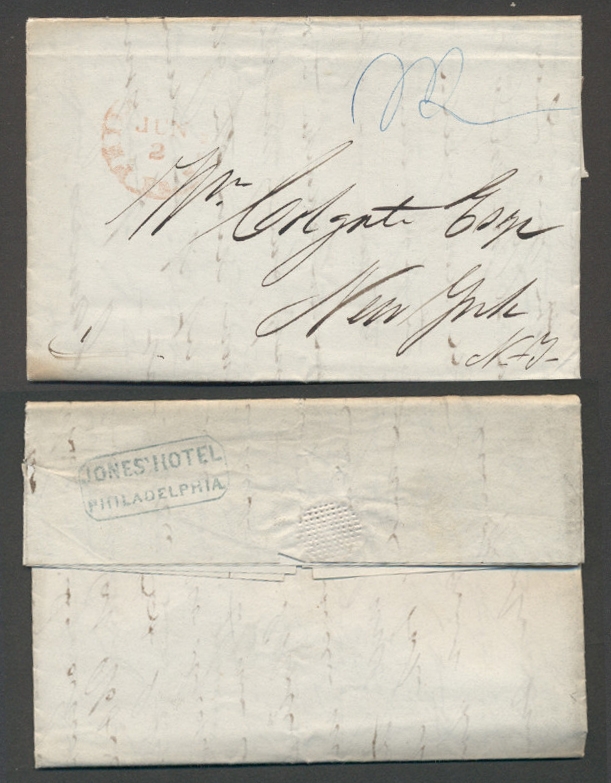 JUN
2
Wm. Colgate Esqr
New York
N-Y-
JONES' HOTEL
PHILADELPHIA